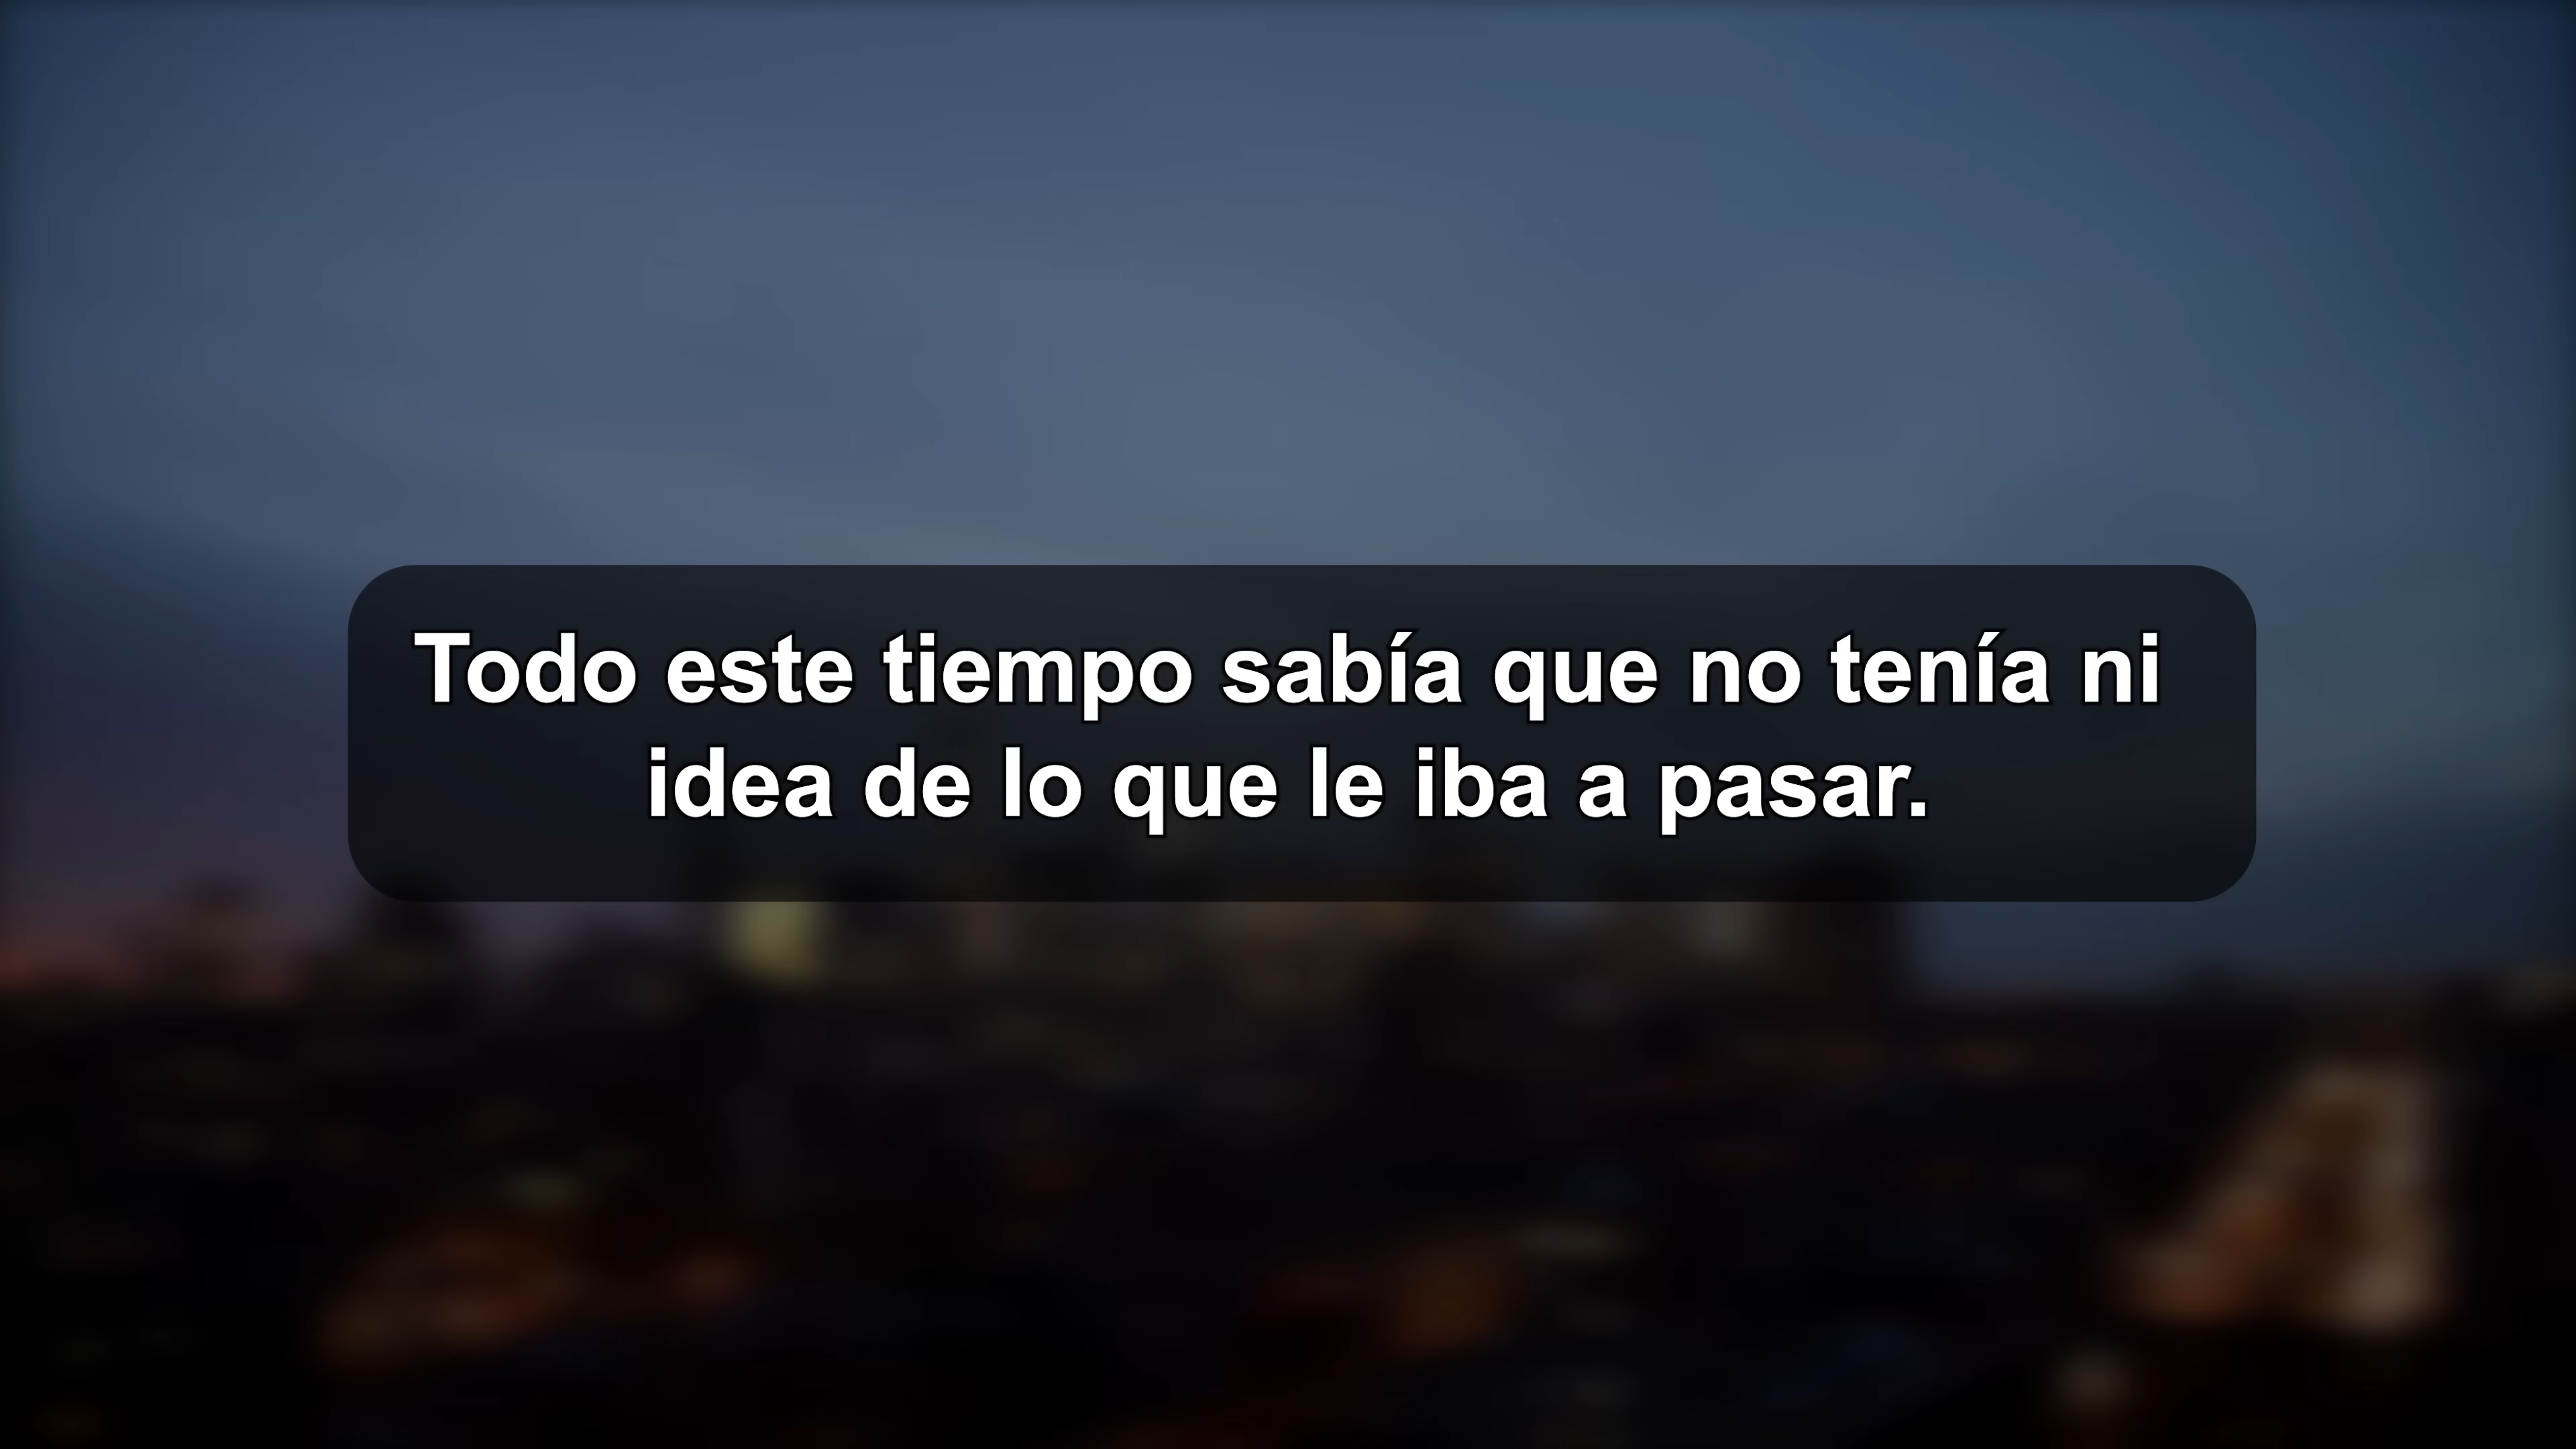 Todo este tiempo sabía que no tenía ni
idea de lo que le iba a pasar.